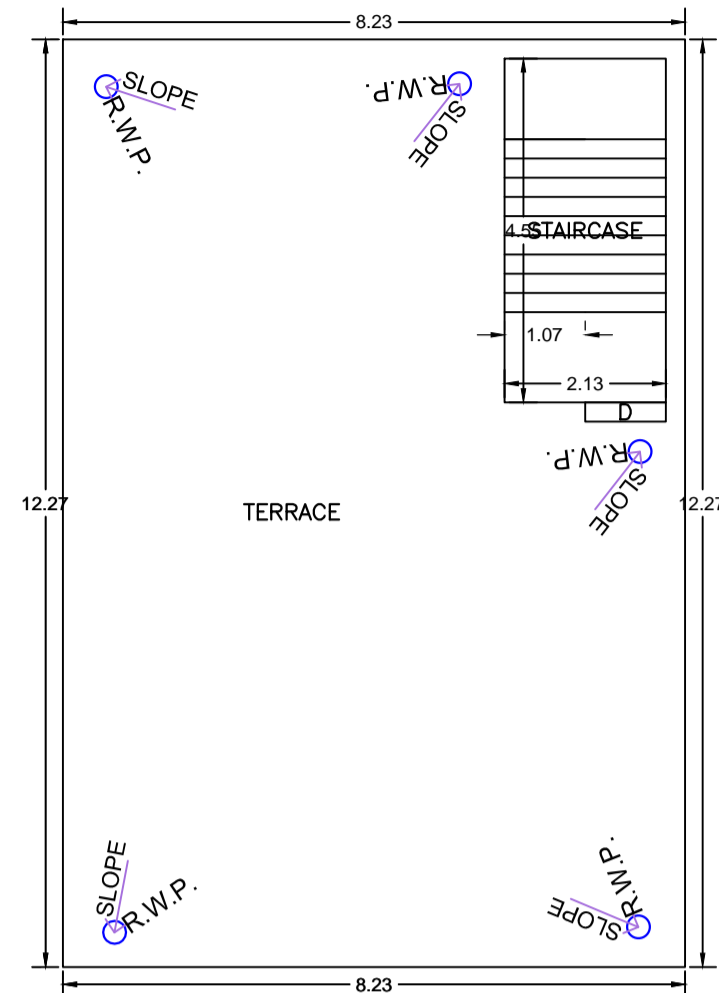 8.23
SLOPE
R.W.P.
R.W.P.
SLOPE
4.55
STAIRCASE
1.07
2.13
D
R.W.P.
SLOPE
12.27
TERRACE
12.27
SLOPE
R.W.P.
R.W.P.
SLOPE
8.23